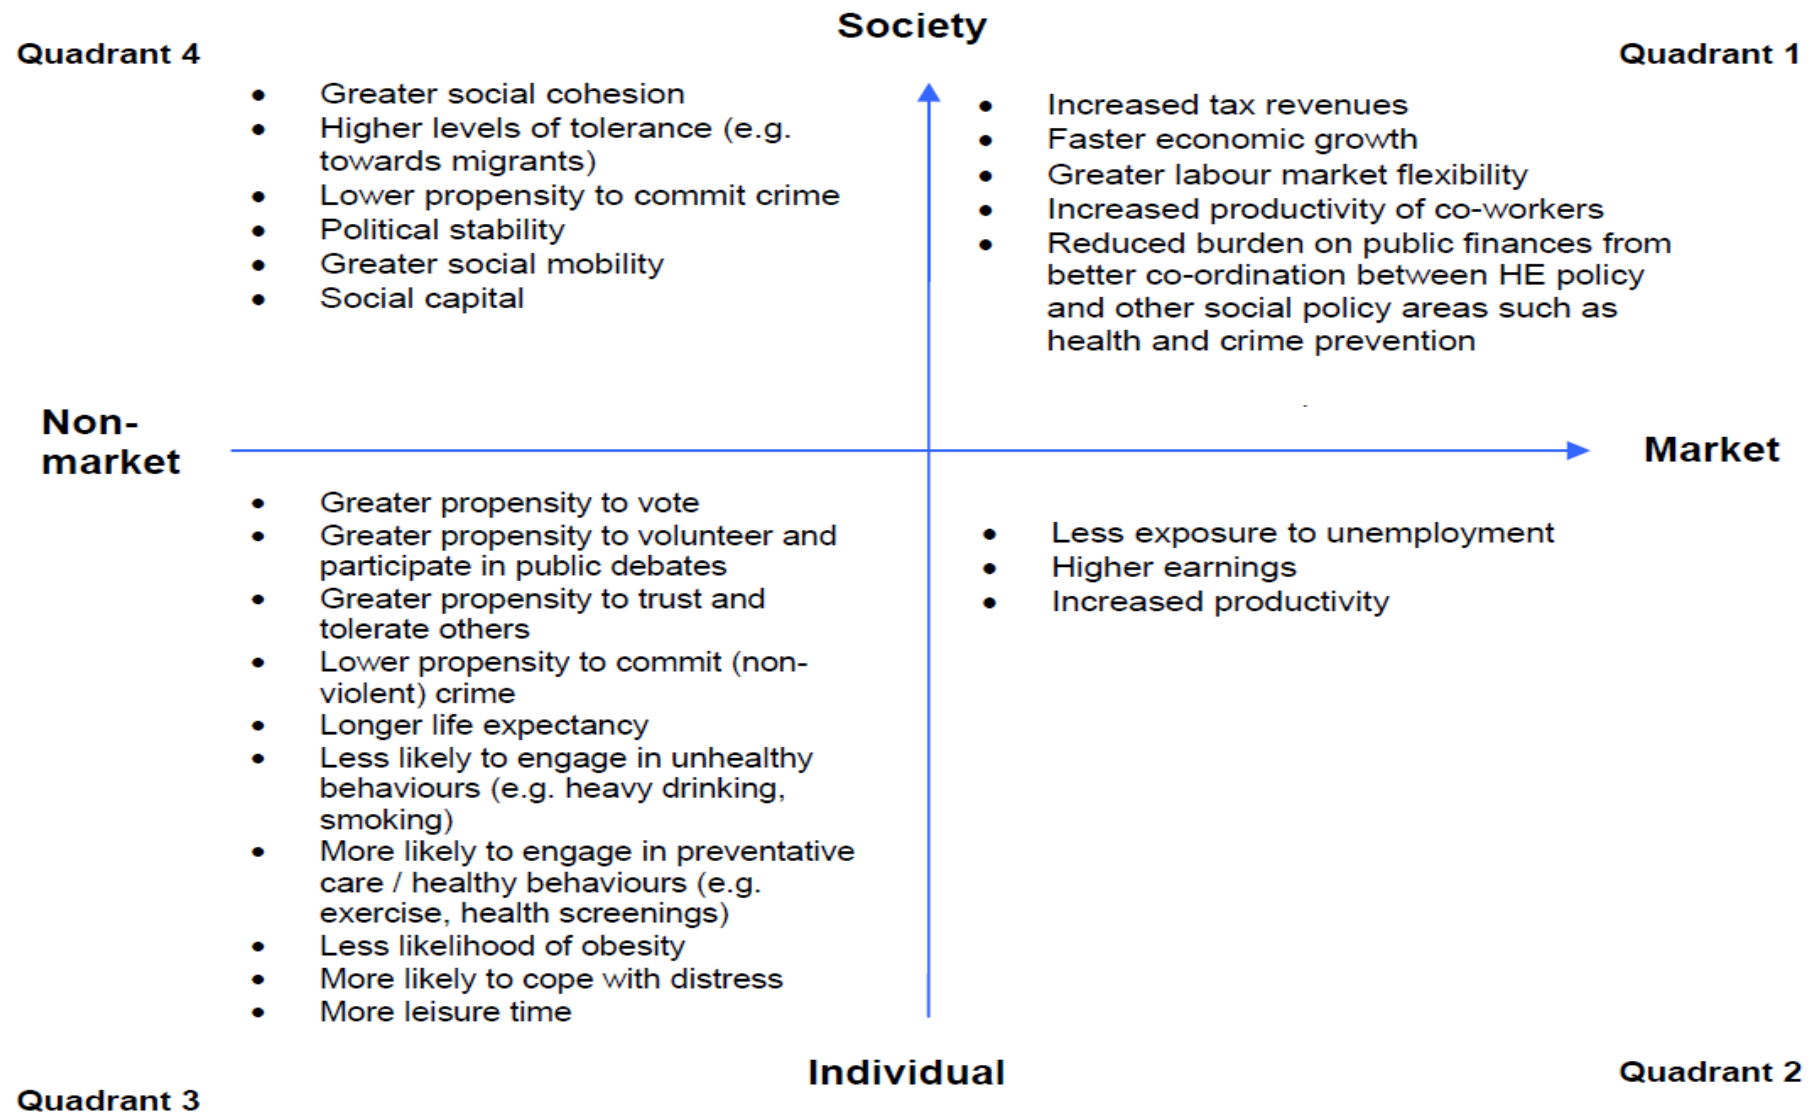 Society
Quadrant 4
Quadrant 1
• Greater social cohesion
• Higher levels of tolerance (e.g.
towards migrants)
• Lower propensity to commit crime
• Political stability
• Greater social mobility
• Social capital
• Increased tax revenues
• Faster economic growth
• Greater labour market flexibility
• Increased productivity of co-workers
• Reduced burden on public finances from
better co-ordination between HE policy
and other social policy areas such as
health and crime prevention
Non-
market
Market
• Greater propensity to vote
• Greater propensity to volunteer and
participate in public debates
• Greater propensity to trust and
tolerate others
• Lower propensity to commit (non-
violent) crime
• Longer life expectancy
• Less likely to engage in unhealthy
behaviours (e.g. heavy drinking,
smoking)
• More likely to engage in preventative
care / healthy behaviours (e.g.
exercise, health screenings)
• Less likelihood of obesity
• More likely to cope with distress
• More leisure time
• Less exposure to unemployment
• Higher earnings
• Increased productivity
Individual
Quadrant 3
Quadrant 2